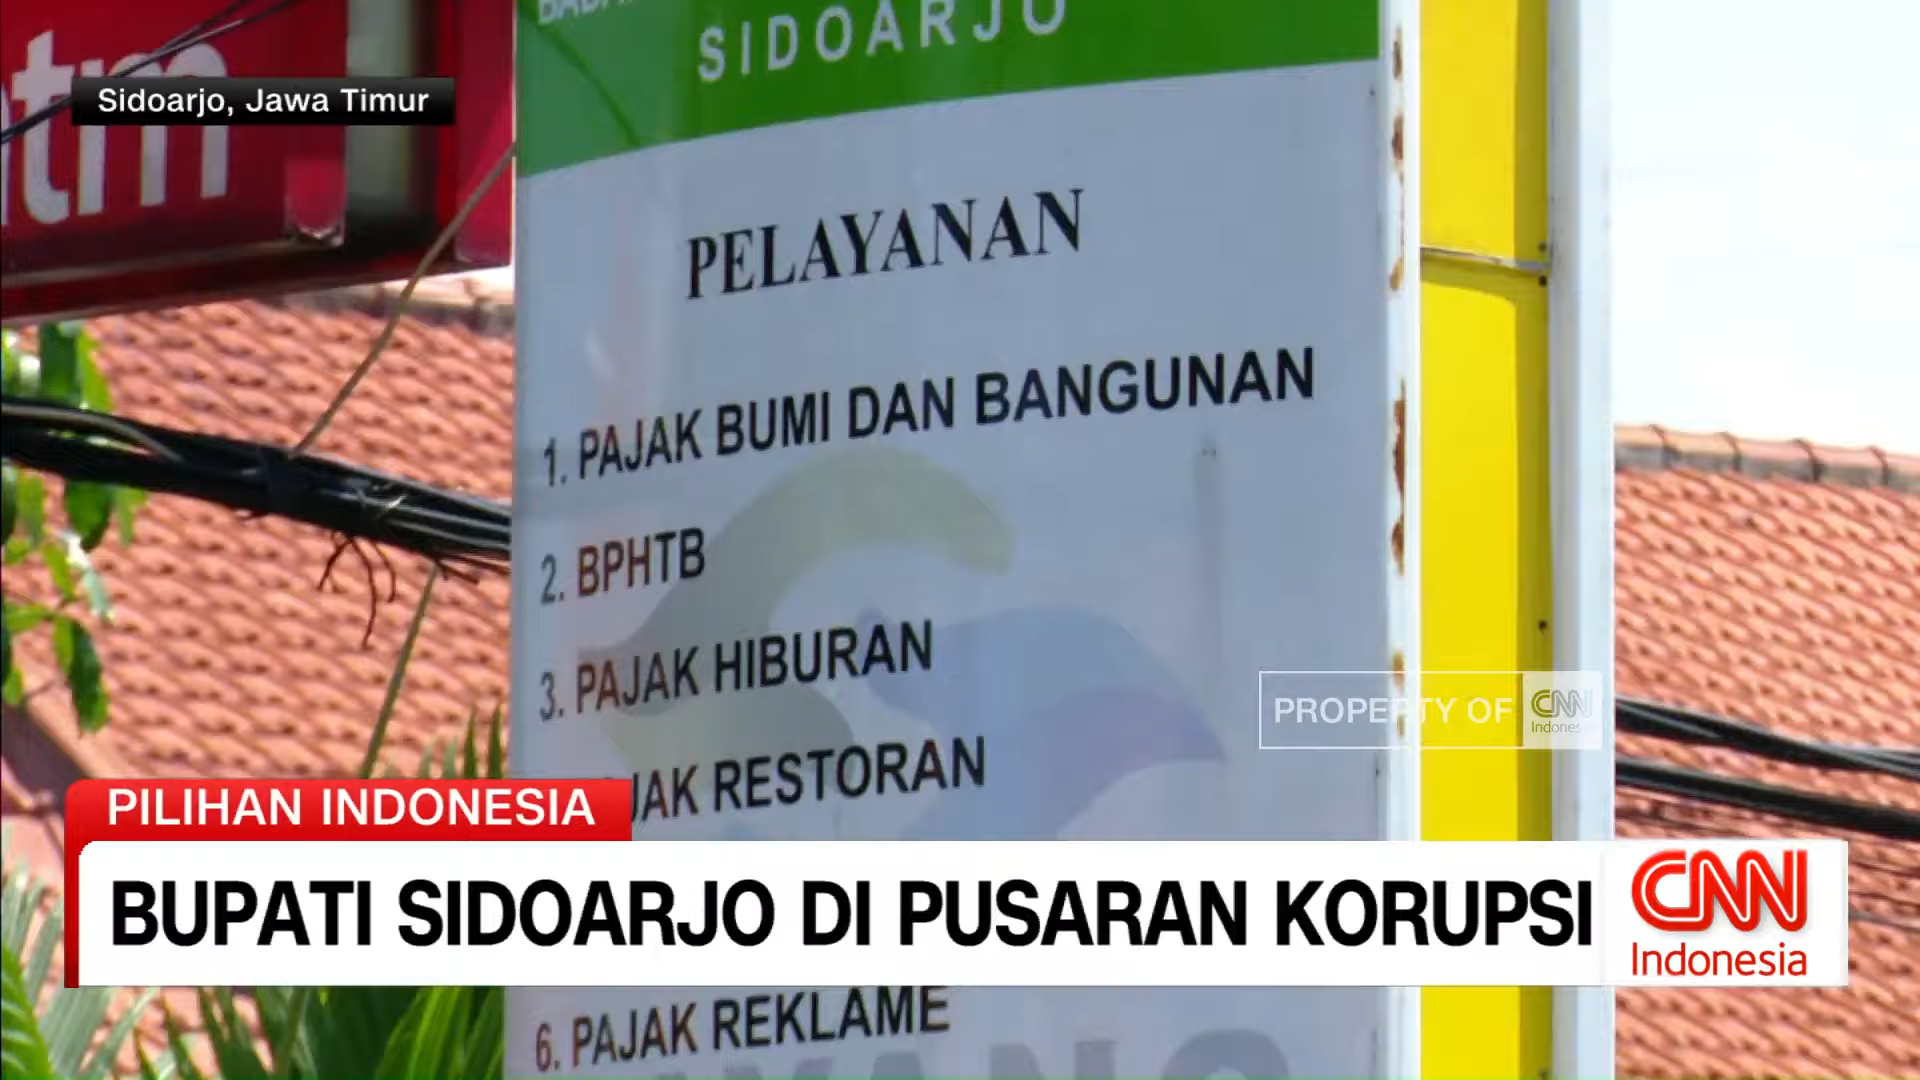 SIDOARJO
Sidoarjo, Jawa Timur
PELAYANAN
1. PAJAK BUMI DAN BANGUNAN
2. BPHTB
3. PAJAK HIBURAN
RESTORAN
PROPERTY OF CNN
Indonesia
PILIHAN INDONESIA
BUPATI SIDOARJO DI PUSARAN KORUPSI
CNN
Indonesia
6. PAJAK REKLAME